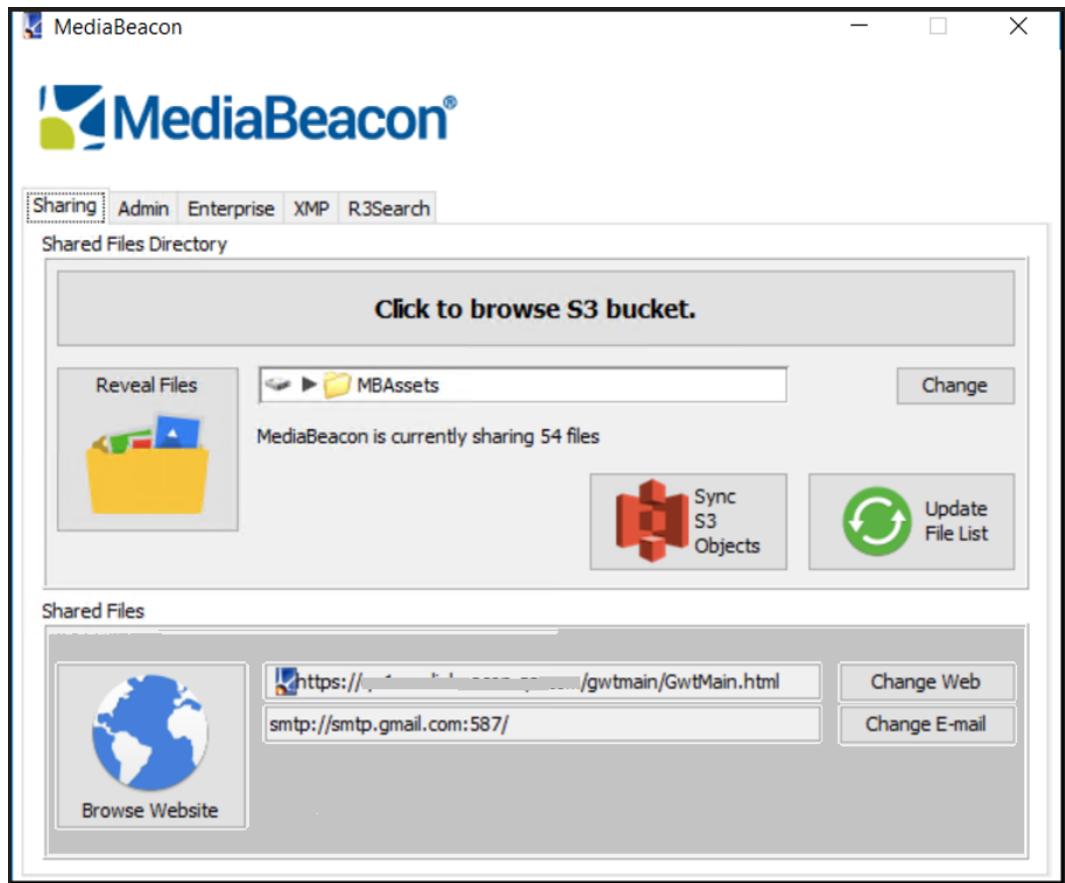 MediaBeacon
MediaBeacon®
Sharing Admin Enterprise XMP R3Search
Shared Files Directory
Click to browse S3 bucket.
Reveal Files
MBAssets
Change
MediaBeacon is currently sharing 54 files
Sync
S3
Objects
Update
File List
Shared Files
https:// /gwtmain/GwtMain.html
Change Web
smtp://smtp.gmail.com:587/
Change E-mail
Browse Website